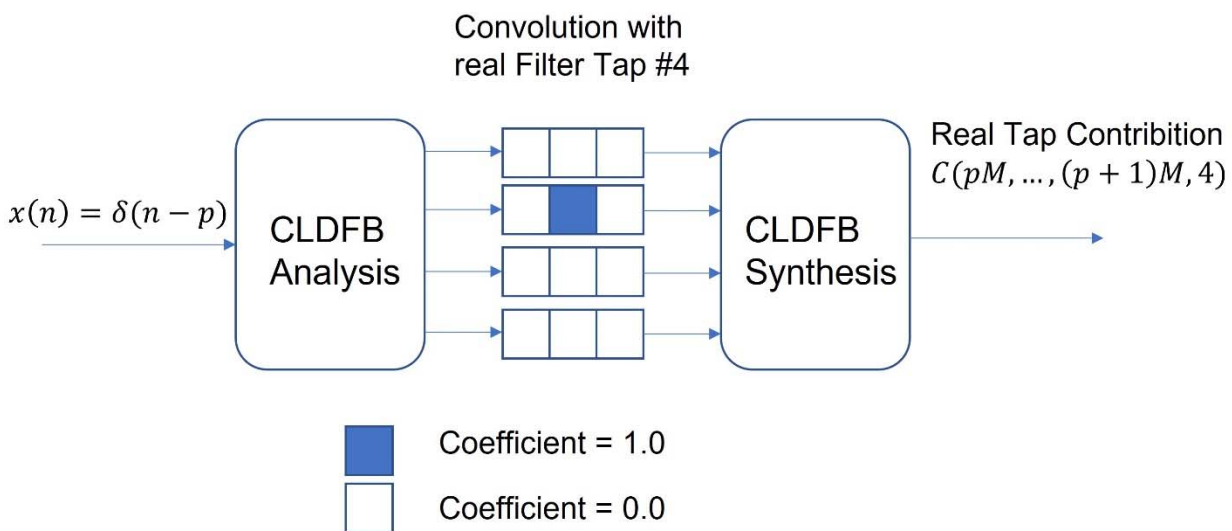 Convolution with
real Filter Tap #4
Real Tap Contribition
C(pM, …, (p + 1)M, 4)
x(n) = δ(n − p)
CLDFB
Analysis
CLDFB
Synthesis
Coefficient = 1.0
Coefficient = 0.0